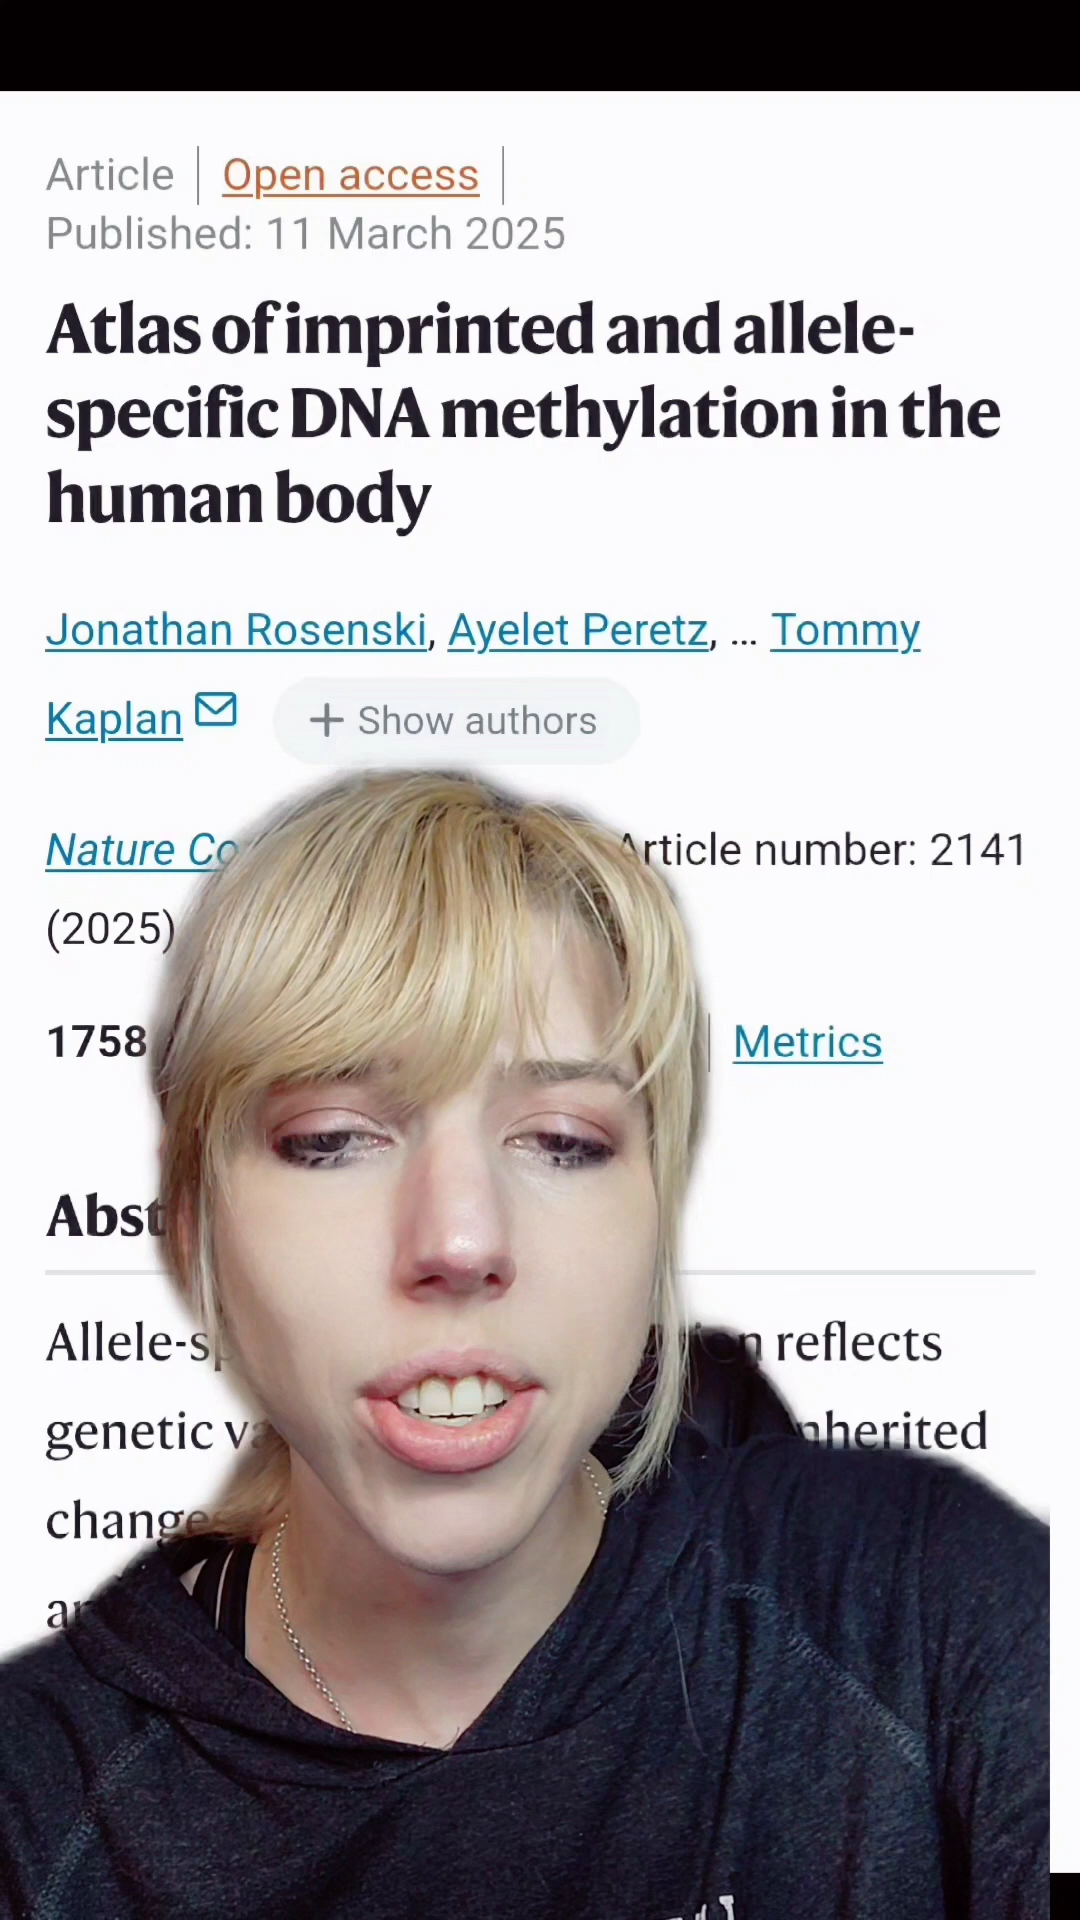 Article | Open access |
Published: 11 March 2025
Atlas of imprinted and allele-
specific DNA methylation in the
human body
Jonathan Rosenski, Ayelet Peretz, ... Tommy
Kaplan + Show authors
Nature Article number: 2141
(2025)
1758 | Metrics
reflects
genetic